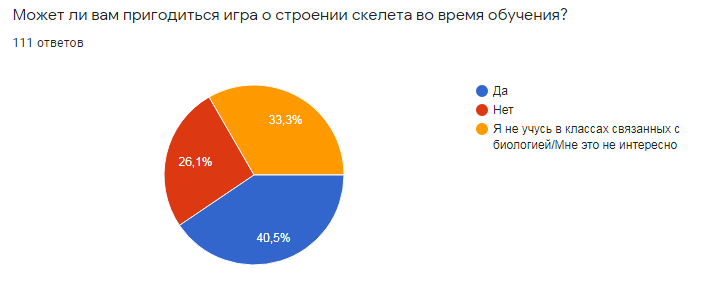 Может ли вам пригодиться игра о строении скелета во время обучения?
111 ответов
33,3%
26,1%
40,5%
Да
Нет
Я не учусь в классах связанных с
биологией/Мне это не интересно